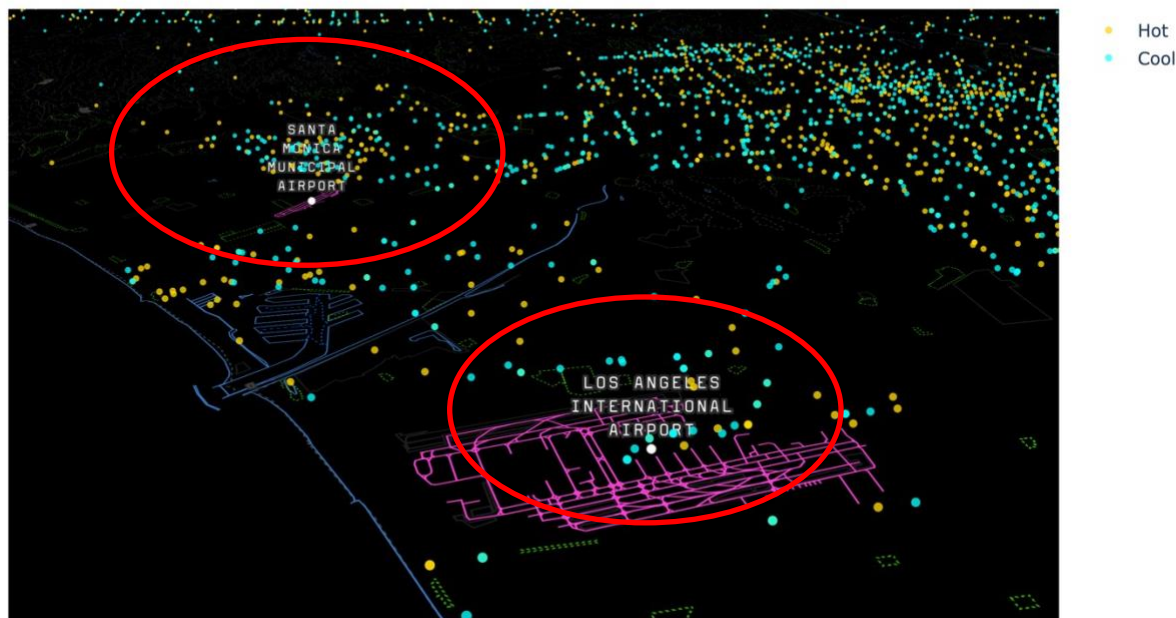 Hot
Cool
SANTA
MONICA
MUNICIPAL
AIRPORT
LOS ANGELES
INTERNATIONAL
AIRPORT